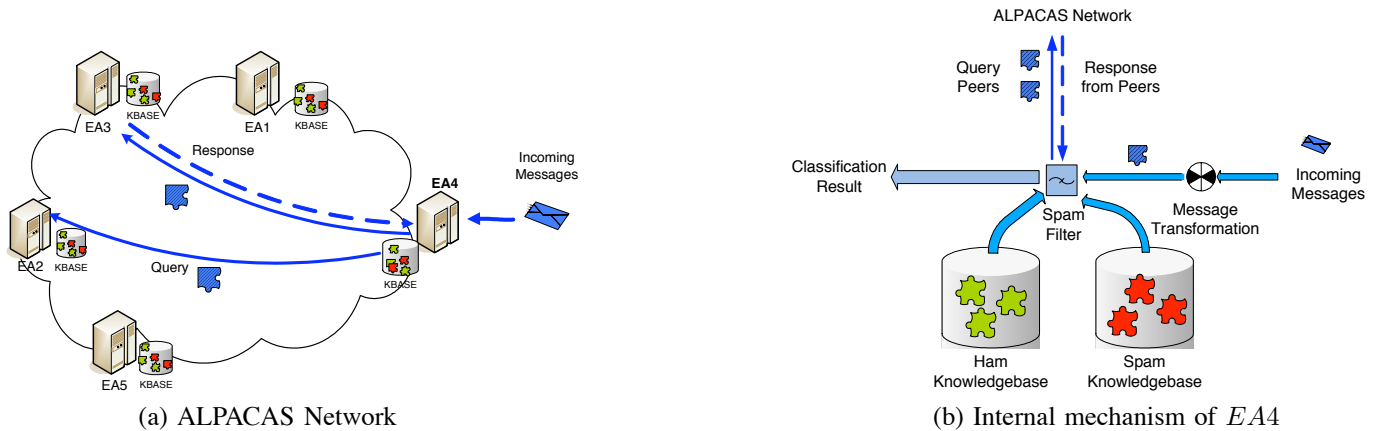 EA3
KBASE
EA1
KBASE
Response
EA4
Incoming
Messages
EA2
KBASE
Query
KBASE
EA5
KBASE
(a) ALPACAS Network
ALPACAS Network
Query
Peers
Response
from Peers
Classification
Result
Spam
Filter
Message
Transformation
Incoming
Messages
Ham
Knowledgebase
Spam
Knowledgebase
(b) Internal mechanism of EA4